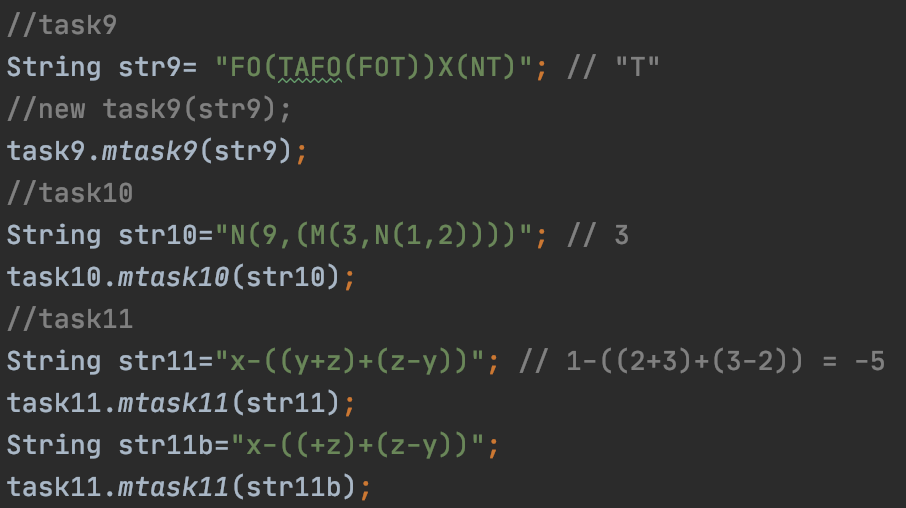 //task9
String str9= "FO(TAFO(FOT))X(NT)"; // "T"
//new task9(str9);
task9.mtask9(str9);
//task10
String str10="N(9,(M(3,N(1,2))))"; // 3
task10.mtask10(str10);
//task11
String str11="x-((y+z)+(z-y))"; // 1-((2+3)+(3-2)) = -5
task11.mtask11(str11);
String str11b="x-((+z)+(z-y))";
task11.mtask11(str11b);